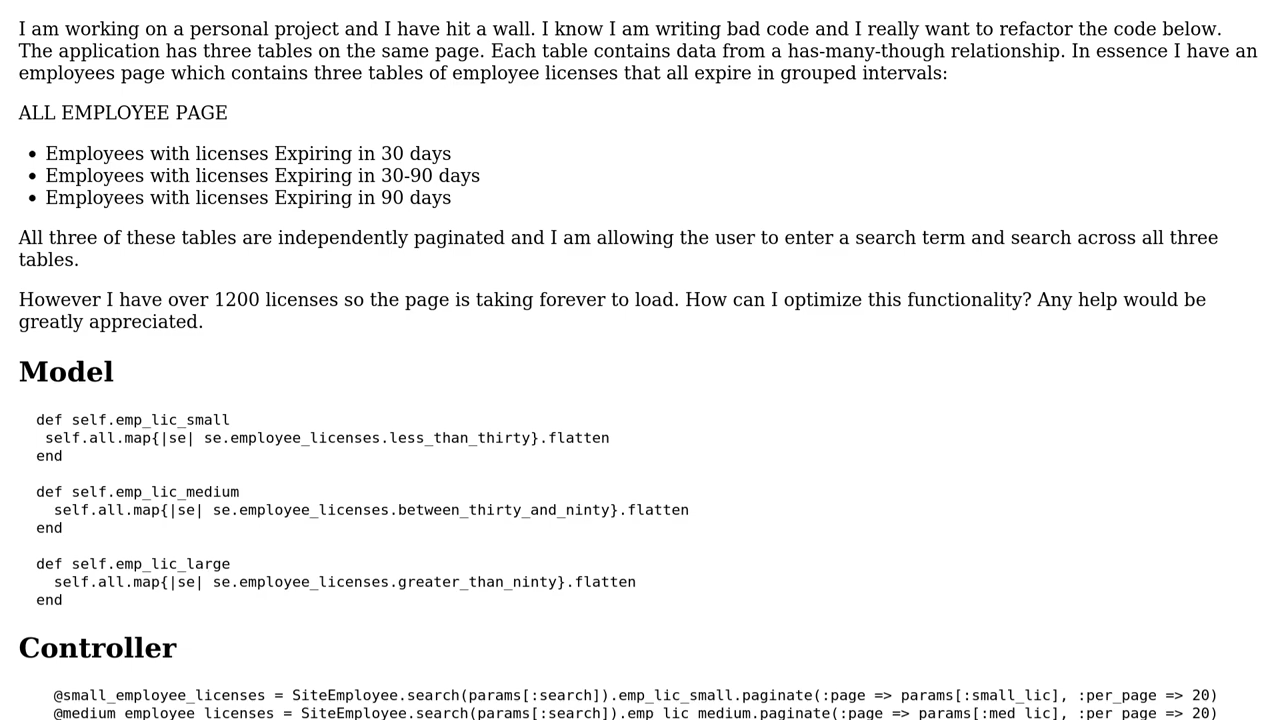 I am working on a personal project and I have hit a wall. I know I am writing bad code and I really want to refactor the code below.
The application has three tables on the same page. Each table contains data from a has-many-though relationship. In essence I have an
employees page which contains three tables of employee licenses that all expire in grouped intervals:
ALL EMPLOYEE PAGE
• Employees with licenses Expiring in 30 days
• Employees with licenses Expiring in 30-90 days
• Employees with licenses Expiring in 90 days
All three of these tables are independently paginated and I am allowing the user to enter a search term and search across all three
tables.
However I have over 1200 licenses so the page is taking forever to load. How can I optimize this functionality? Any help would be
greatly appreciated.
Model
def self.emp_lic_small
self.all.map{|se| se.employee_licenses.less_than_thirty}.flatten
end
def self.emp_lic_medium
self.all.map{|se| se.employee_licenses.between_thirty_and_ninty}.flatten
end
def self.emp_lic_large
self.all.map{|se| se.employee_licenses.greater_than_ninty}.flatten
end
Controller
@small_employee_licenses = SiteEmployee.search(params[:search]).emp_lic_small.paginate(:page => params[:small_lic], :per_page => 20)
@medium_employee_licenses = SiteEmployee.search(params[:search]).emp_lic_medium.paginate(:page => params[:med_lic], :per_page => 20)